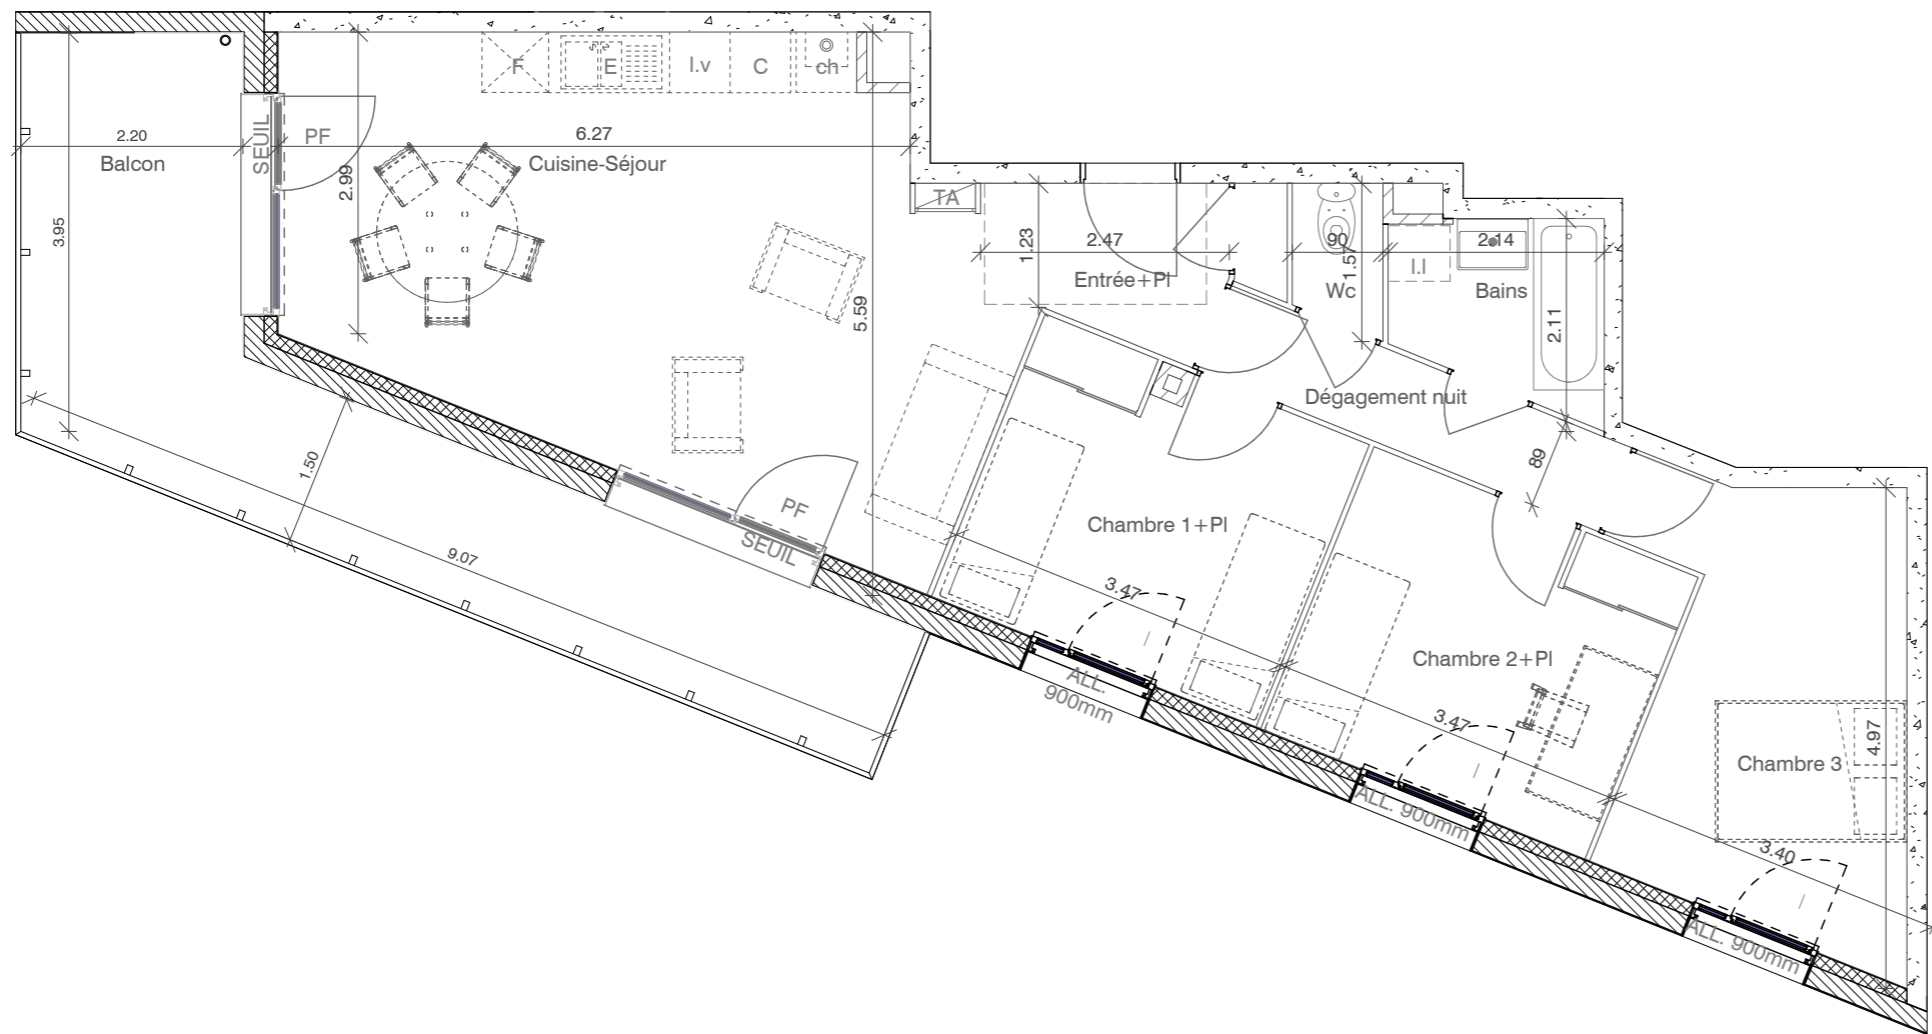 F
E
l.v
C
ch
2.20
Balcon
SEUIL
PF
6.27
Cuisine-Séjour
2.99
3.95
TA
1.23
2.47
Entrée+Pl
90
1.57
Wc
l.l
2.14
Bains
2.11
5.59
Dégagement nuit
89
1.50
9.07
PF
SEUIL
Chambre 1+Pl
3.47
ALL.
900mm
Chambre 2+Pl
3.47
ALL. 900mm
Chambre 3
4.97
3.40
ALL. 900mm